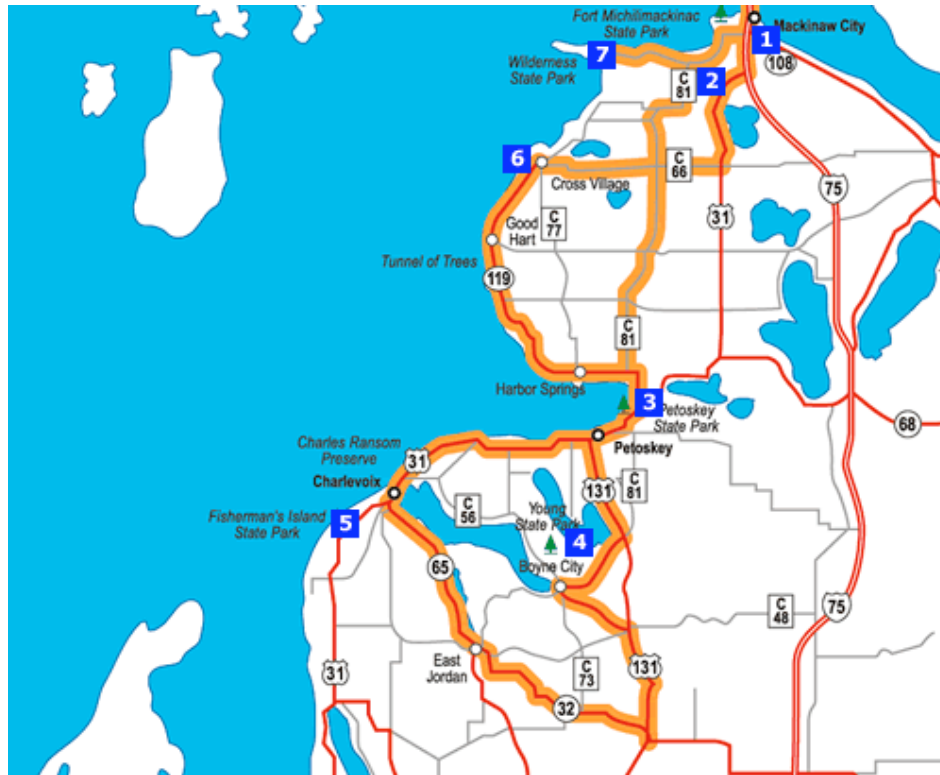 Fort Michilimackinac
State Park
Mackinaw City
1
7
108
Wilderness
State Park
C
81
2
6
C
66
75
Cross Village
31
Good
Hart
C
77
Tunnel of Trees
119
C
81
Harbor Springs
3
Petoskey
State Park
68
Charles Ransom
Preserve
Petoskey
31
Charlevoix
131
C
81
Fisherman's Island
State Park
5
C
56
Young
State Park
4
65
Boyne City
75
C
48
East
Jordan
131
31
C
73
32